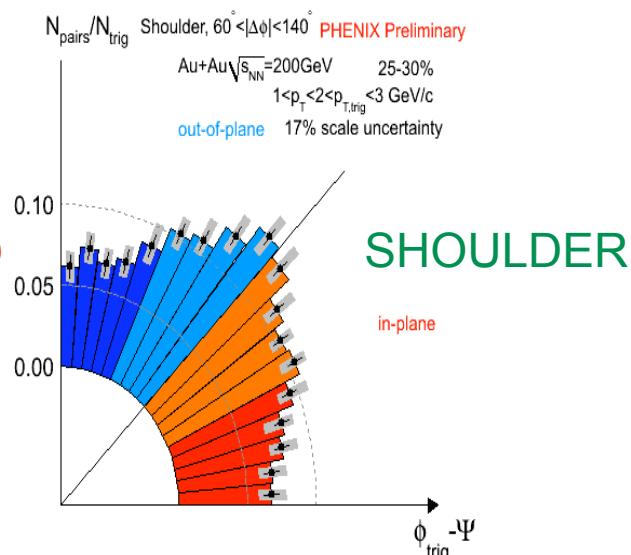 N_pairs/N_trig Shoulder, 60°<|Δϕ|<140° PHENIX Preliminary
Au+Au√s_NN=200GeV 25-30%
1<p_T<2<p_T,trig<3 GeV/c
out-of-plane 17% scale uncertainty
0.10
SHOULDER
0.05
in-plane
0.00
ϕ_trig-Ψ